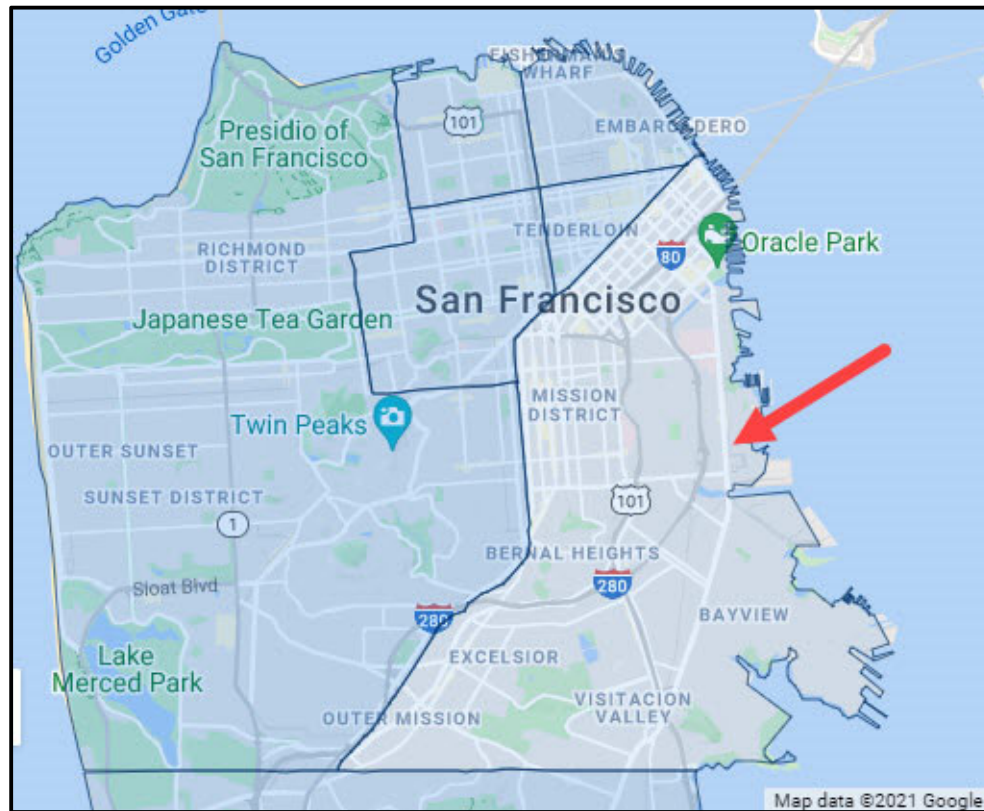 Golden Gate
FISHERMAN'S
WHARF
101
Presidio of
San Francisco
EMBARCADERO
TENDERLOIN
Oracle Park
RICHMOND
DISTRICT
80
San Francisco
Japanese Tea Garden
MISSION
DISTRICT
Twin Peaks
OUTER SUNSET
SUNSET DISTRICT
101
1
BERNAL HEIGHTS
Sloat Blvd
280
280
BAYVIEW
Lake
Merced Park
EXCELSIOR
VISITACION
VALLEY
OUTER MISSION
Map data ©2021 Google